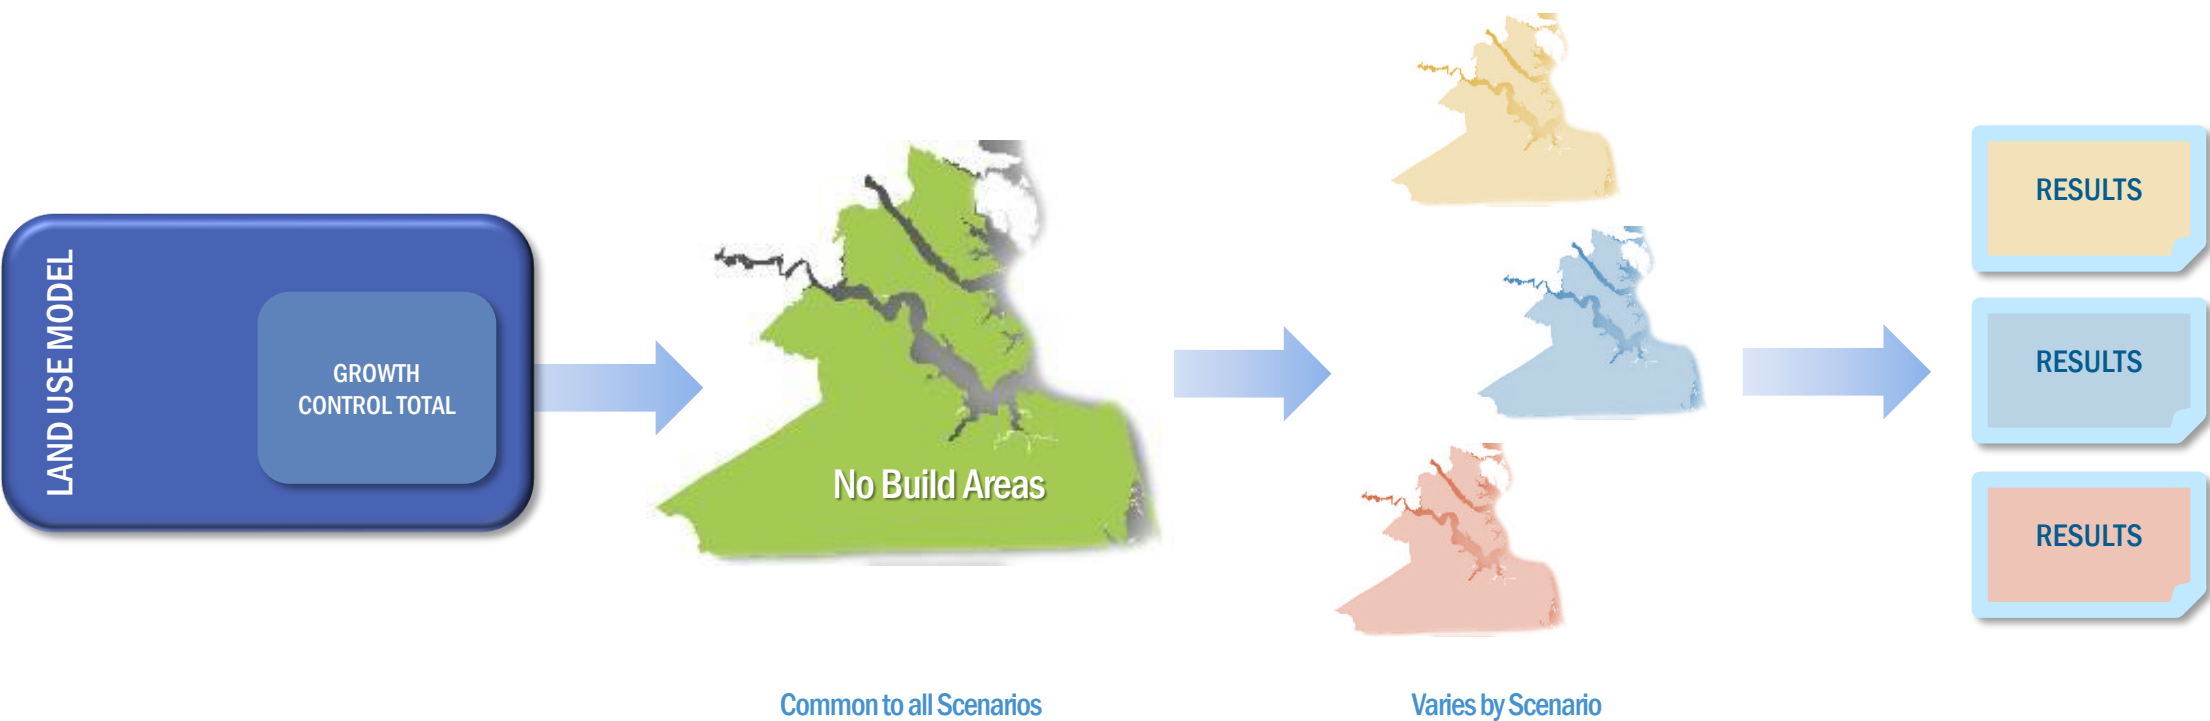 LAND USE MODEL
GROWTH
CONTROL TOTAL
No Build Areas
RESULTS
RESULTS
RESULTS
Common to all Scenarios
Varies by Scenario